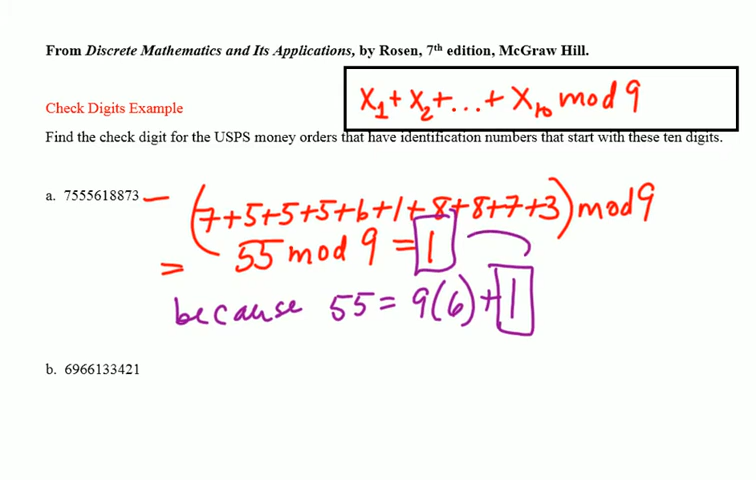 From Discrete Mathematics and Its Applications, by Rosen, 7th edition, McGraw Hill.
x₁ + x₂ + ... + x₁₀ mod 9
Check Digits Example
Find the check digit for the USPS money orders that have identification numbers that start with these ten digits.
a. 7555618873 — (7+5+5+5+6+1+8+8+7+3) mod 9
= 55 mod 9 = 1
because 55 = 9(6) + 1
b. 6966133421